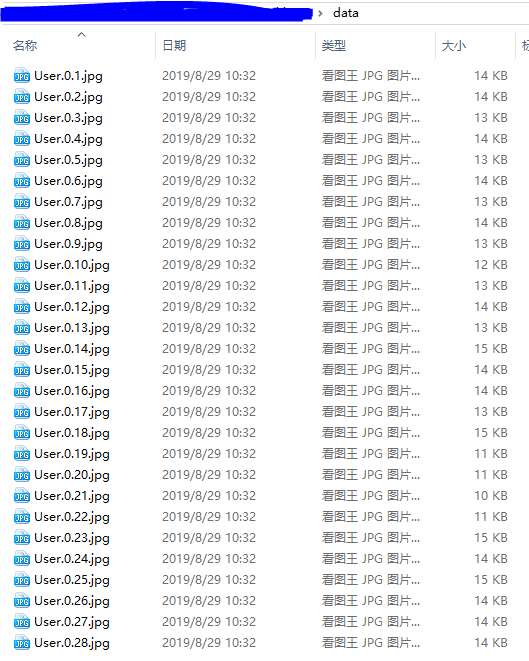 › data
名称 日期 类型 大小
User.0.1.jpg 2019/8/29 10:32 看图王 JPG 图片... 14 KB
User.0.2.jpg 2019/8/29 10:32 看图王 JPG 图片... 14 KB
User.0.3.jpg 2019/8/29 10:32 看图王 JPG 图片... 13 KB
User.0.4.jpg 2019/8/29 10:32 看图王 JPG 图片... 14 KB
User.0.5.jpg 2019/8/29 10:32 看图王 JPG 图片... 13 KB
User.0.6.jpg 2019/8/29 10:32 看图王 JPG 图片... 14 KB
User.0.7.jpg 2019/8/29 10:32 看图王 JPG 图片... 13 KB
User.0.8.jpg 2019/8/29 10:32 看图王 JPG 图片... 14 KB
User.0.9.jpg 2019/8/29 10:32 看图王 JPG 图片... 13 KB
User.0.10.jpg 2019/8/29 10:32 看图王 JPG 图片... 12 KB
User.0.11.jpg 2019/8/29 10:32 看图王 JPG 图片... 13 KB
User.0.12.jpg 2019/8/29 10:32 看图王 JPG 图片... 14 KB
User.0.13.jpg 2019/8/29 10:32 看图王 JPG 图片... 13 KB
User.0.14.jpg 2019/8/29 10:32 看图王 JPG 图片... 15 KB
User.0.15.jpg 2019/8/29 10:32 看图王 JPG 图片... 14 KB
User.0.16.jpg 2019/8/29 10:32 看图王 JPG 图片... 14 KB
User.0.17.jpg 2019/8/29 10:32 看图王 JPG 图片... 13 KB
User.0.18.jpg 2019/8/29 10:32 看图王 JPG 图片... 15 KB
User.0.19.jpg 2019/8/29 10:32 看图王 JPG 图片... 11 KB
User.0.20.jpg 2019/8/29 10:32 看图王 JPG 图片... 11 KB
User.0.21.jpg 2019/8/29 10:32 看图王 JPG 图片... 10 KB
User.0.22.jpg 2019/8/29 10:32 看图王 JPG 图片... 11 KB
User.0.23.jpg 2019/8/29 10:32 看图王 JPG 图片... 15 KB
User.0.24.jpg 2019/8/29 10:32 看图王 JPG 图片... 14 KB
User.0.25.jpg 2019/8/29 10:32 看图王 JPG 图片... 15 KB
User.0.26.jpg 2019/8/29 10:32 看图王 JPG 图片... 14 KB
User.0.27.jpg 2019/8/29 10:32 看图王 JPG 图片... 14 KB
User.0.28.jpg 2019/8/29 10:32 看图王 JPG 图片... 14 KB